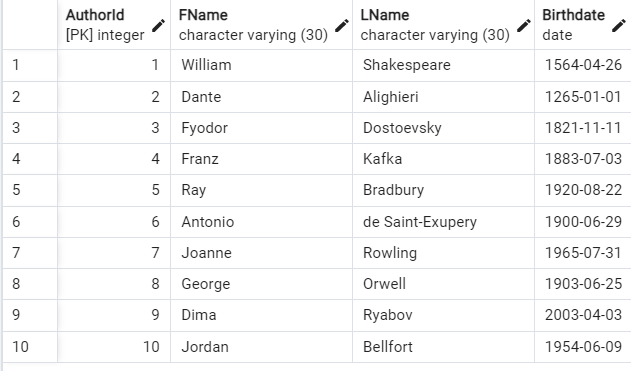 AuthorId FName LName Birthdate
[PK] integer character varying (30) character varying (30) date
1 1 William Shakespeare 1564-04-26
2 2 Dante Alighieri 1265-01-01
3 3 Fyodor Dostoevsky 1821-11-11
4 4 Franz Kafka 1883-07-03
5 5 Ray Bradbury 1920-08-22
6 6 Antonio de Saint-Exupery 1900-06-29
7 7 Joanne Rowling 1965-07-31
8 8 George Orwell 1903-06-25
9 9 Dima Ryabov 2003-04-03
10 10 Jordan Bellfort 1954-06-09